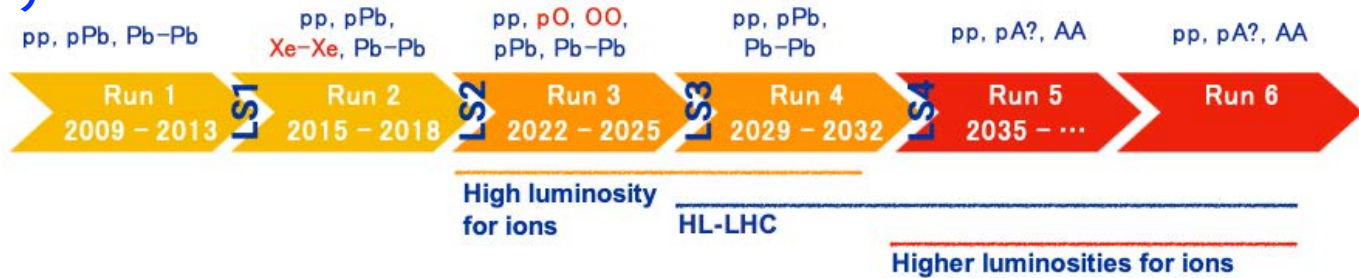 pp, pPb, Pb-Pb
pp, pPb,
Xe-Xe, Pb-Pb
pp, pO, OO,
pPb, Pb-Pb
pp, pPb,
Pb-Pb
pp, pA?, AA
pp, pA?, AA
Run 1
2009 - 2013
LS1
Run 2
2015 - 2018
LS2
Run 3
2022 - 2025
LS3
Run 4
2029 - 2032
LS4
Run 5
2035 - ...
Run 6
High luminosity
for ions
HL-LHC
Higher luminosities for ions